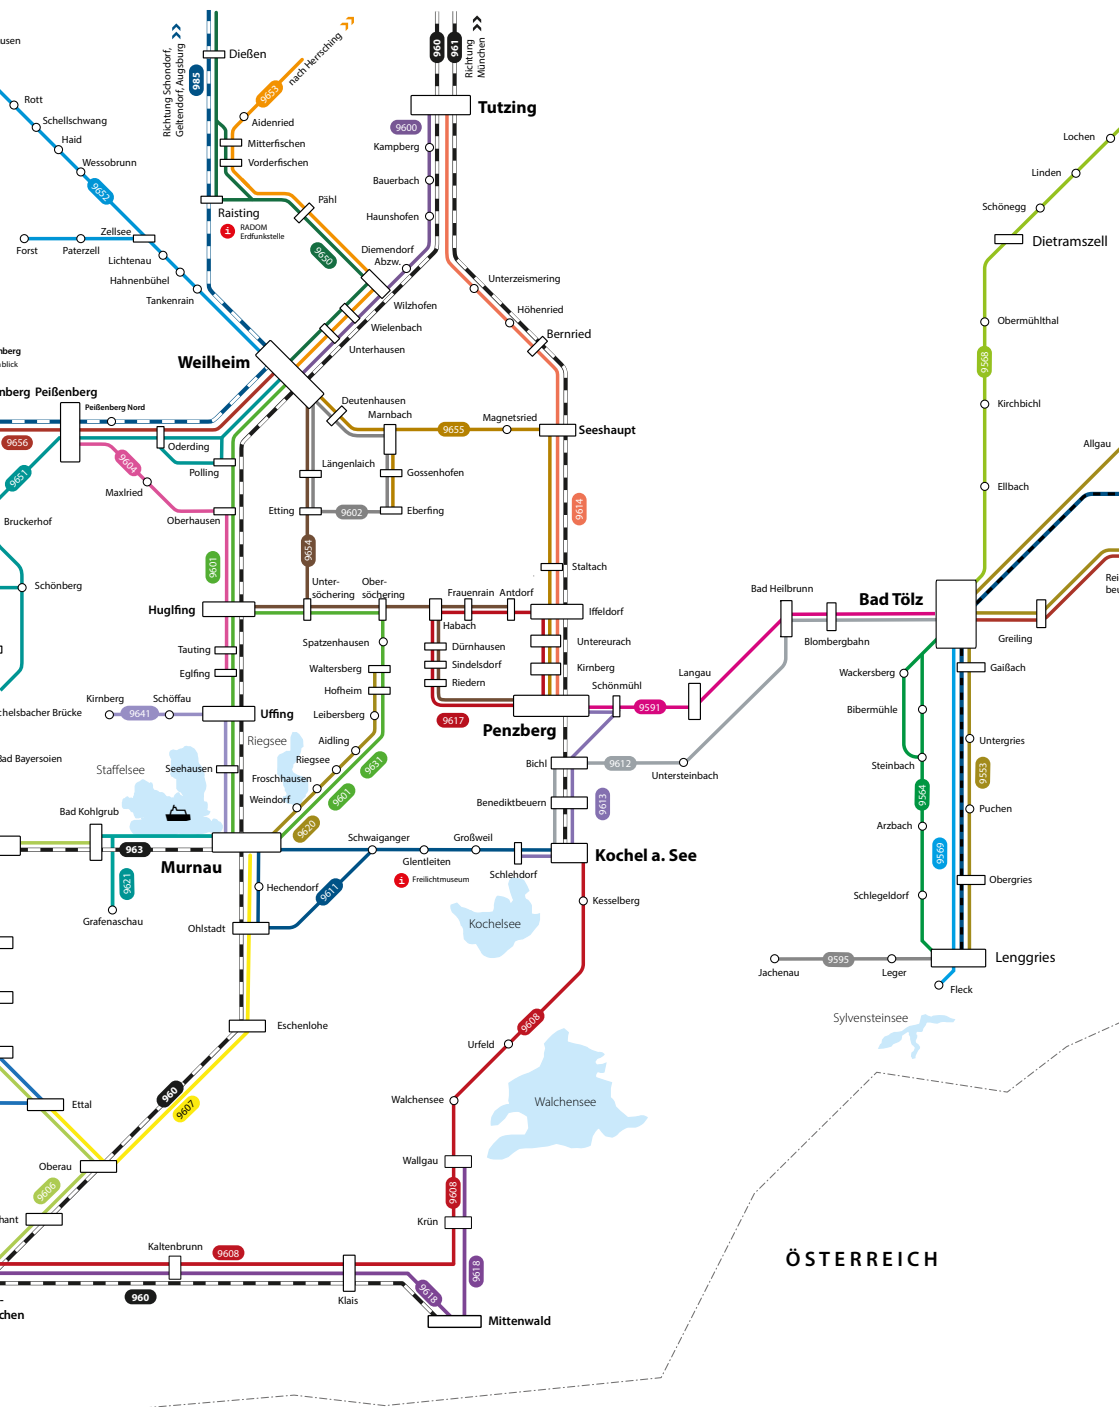 usen
Rott
Schellschwang
Haid
Wessobrunn
9652
Zellsee
Forst
Paterzell
Lichtenau
Hahnenbühel
Tankenrain
Richtung Schondorf,
Geltendorf, Augsburg
985
Dießen
nach Herrsching
9653
Aidenried
Mitterfischen
Vorderfischen
Raisting
i
RADOM
Erdfunkstelle
Pähl
9650
960
961
Richtung
München
Tutzing
9600
Kampberg
Bauerbach
Haunshofen
Diemendorf
Abzw.
Wilzhofen
Wielenbach
Unterhausen
Unterzeismering
Höhenried
Bernried
Lochen
Linden
Schönegg
Dietramszell
Obermühlthal
9568
Kirchbichl
Ellbach
Allgau
nberg
blick
Weilheim
nberg
Peißenberg
Peißenberg Nord
9656
9651
9604
Oderding
Polling
Maxlried
Oberhausen
Bruckerhof
Schönberg
Deutenhausen
Marnbach
9655
Magnetsried
Seeshaupt
Längenlaich
Gossenhofen
Etting
9602
Eberfing
9614
9654
9601
Staltach
Unter-
söchering
Ober-
söchering
Frauenrain
Antdorf
Iffeldorf
Huglfing
Habach
Spatzenhausen
Dürnhausen
Sindelsdorf
Riedern
Untereurach
Kirnberg
Tauting
Eglfing
Waltersberg
Hofheim
Leibersberg
Bad Heilbrunn
Blombergbahn
Bad Tölz
Rei
beu
Greiling
Gaißach
Wackersberg
Bibermühle
Steinbach
Untergries
9553
9564
Puchen
Arzbach
9569
Obergries
Schlegeldorf
Jachenau
9595
Leger
Lenggries
Fleck
Sylvensteinsee
Langau
Schönmühl
9591
Penzberg
9617
Kirnberg
Schöffau
9641
Uffing
chelsbacher Brücke
Bad Bayersoien
Riegsee
Staffelsee
Seehausen
Aidling
Riegsee
Froschhausen
Weindorf
9631
9601
9620
Bichl
9612
Untersteinbach
Benediktbeuern
9613
Bad Kohlgrub
963
Murnau
9621
Grafenaschau
Schwaiganger
Großweil
Glentleiten
i
Freilichtmuseum
Schlehdorf
Kochel a. See
Hechendorf
9611
Ohlstadt
Kochelsee
Kesselberg
9608
Eschenlohe
Urfeld
Walchensee
Walchensee
960
9607
Ettal
Oberau
9606
hant
Wallgau
9608
Krün
9618
Kaltenbrunn
9608
Klais
960
9618
Mittenwald
-
chen
ÖSTERREICH